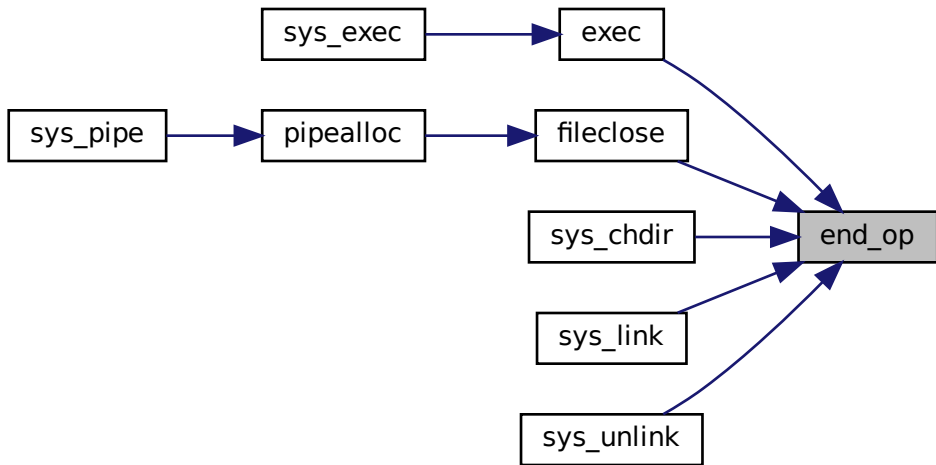 sys_exec
exec
sys_pipe
pipealloc
fileclose
sys_chdir
end_op
sys_link
sys_unlink